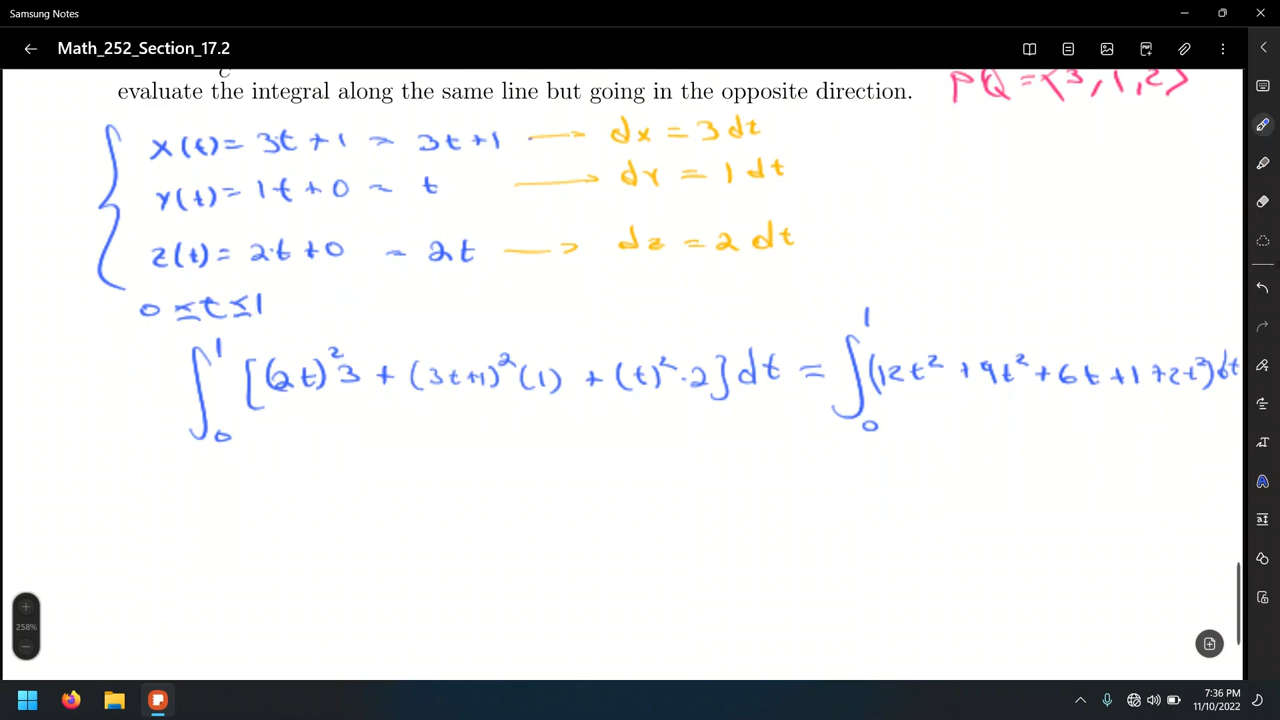 Samsung Notes
Math_252_Section_17.2
C
evaluate the integral along the same line but going in the opposite direction.
PQ = <3, 1, 2>
x(t) = 3t + 1 = 3t + 1 → dx = 3 dt
y(t) = 1t + 0 = t → dy = 1 dt
z(t) = 2t + 0 = 2t → dz = 2 dt
0 ≤ t ≤ 1
∫₀¹ [(2t)² 3 + (3t+1)² (1) + (t)² · 2] dt = ∫₀¹ (12t² + 9t² + 6t + 1 + 2t²) dt
258%
7:36 PM
11/10/2022